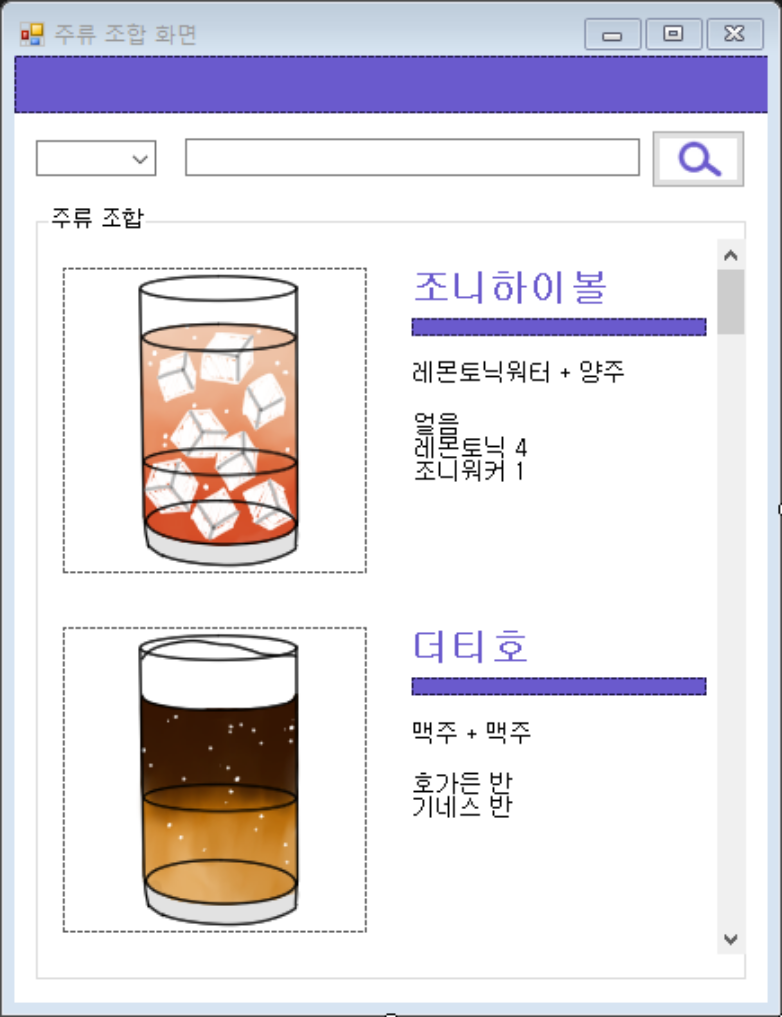 주류 조합 화면
주류 조합
조니하이볼
레몬토닉워터 + 양주
얼음
레몬토닉 4
조니워커 1
더티호
맥주 + 맥주
호가든 반
기네스 반